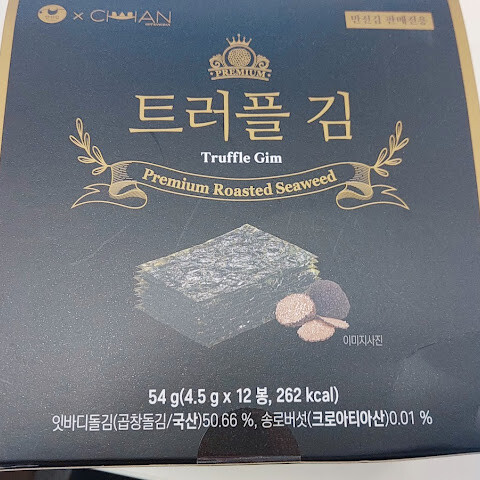 × CHAN
만전김 판매전용
PREMIUM
트러플 김
Truffle Gim
Premium Roasted Seaweed
이미지사진
54 g(4.5 g x 12 봉, 262 kcal)
잇바디돌김(곱창돌김/국산)50.66 %, 송로버섯(크로아티아산)0.01 %